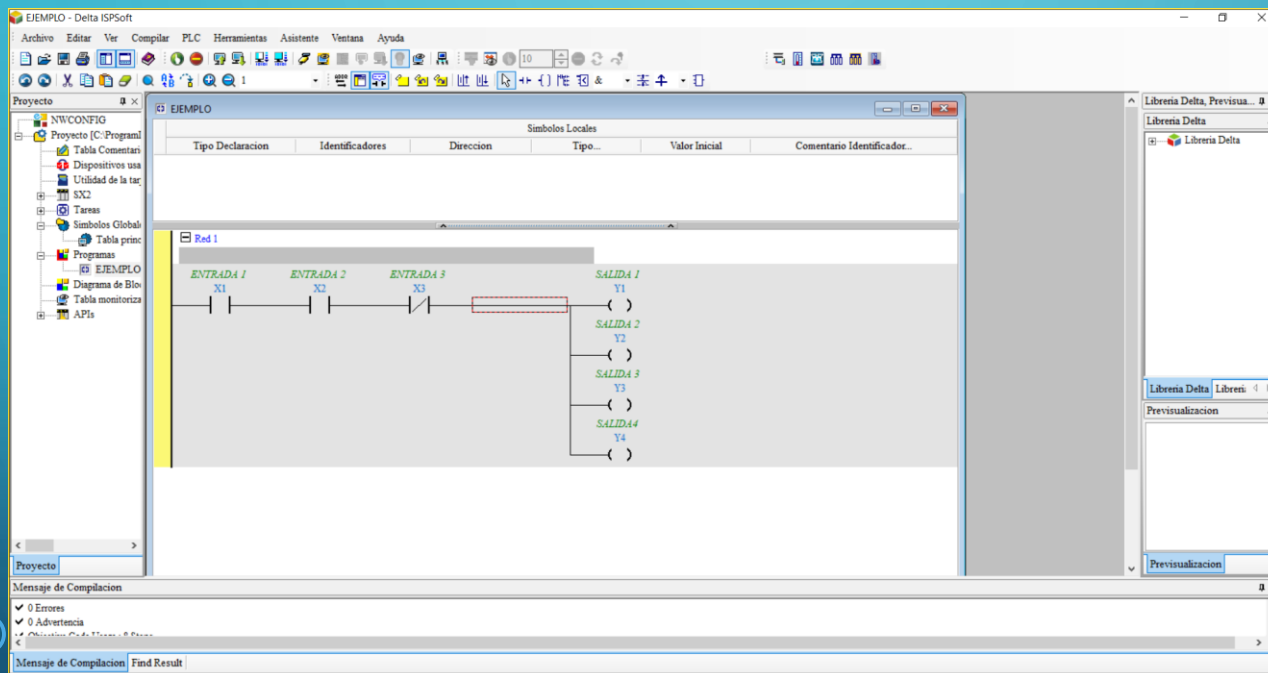 EJEMPLO - Delta ISPSoft
Archivo Editar Ver Compilar PLC Herramientas Asistente Ventana Ayuda
10
1
Proyecto
NWCONFIG
Proyecto [C:\Programl
Tabla Comentari
Dispositivos usa
Utilidad de la tar
SX2
Tareas
Simbolos Global
Tabla princ
Programas
EJEMPLO
Diagrama de Blo
Tabla monitoriza
APIs
Proyecto
EJEMPLO
Simbolos Locales
Tipo Declaracion Identificadores Direccion Tipo... Valor Inicial Comentario Identificador...
Red 1
ENTRADA 1 ENTRADA 2 ENTRADA 3 SALIDA 1
X1 X2 X3 Y1
SALIDA 2
Y2
SALIDA 3
Y3
SALIDA4
Y4
Libreria Delta, Previsua...
Libreria Delta
Libreria Delta
Libreria Delta Libreri
Previsualizacion
Previsualizacion
Mensaje de Compilacion
0 Errores
0 Advertencia
Mensaje de Compilacion Find Result